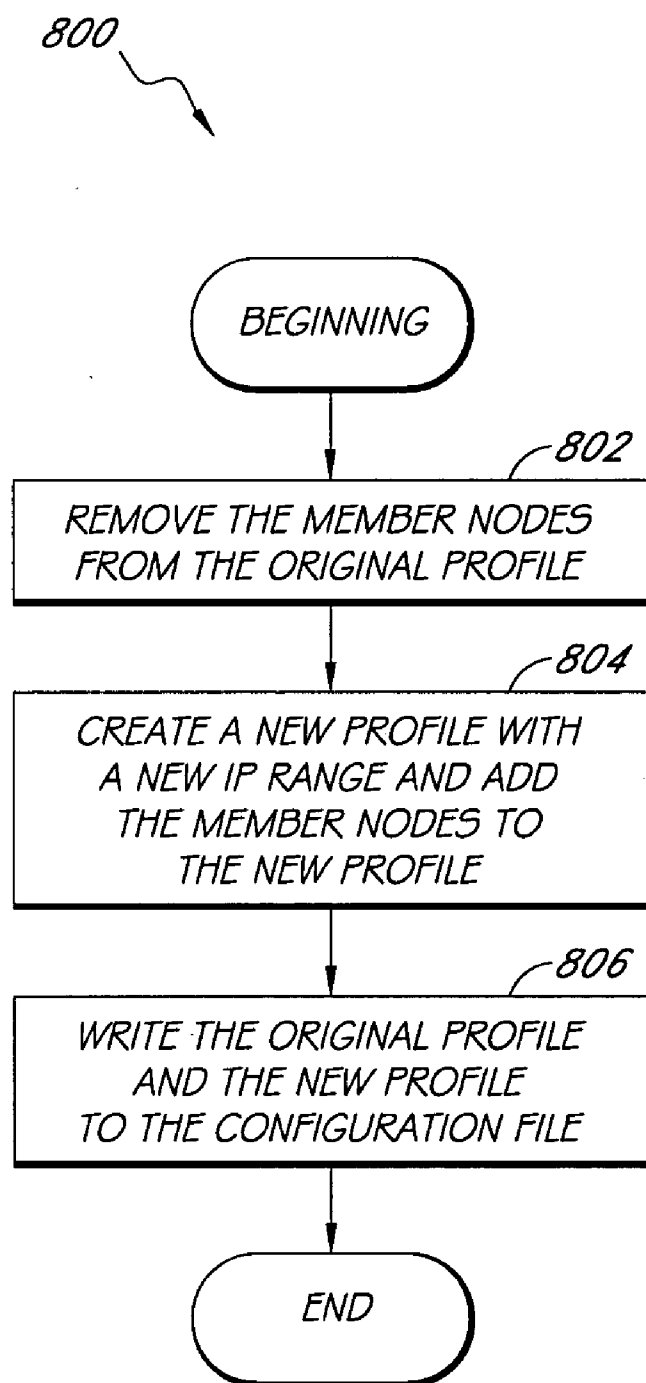 800
BEGINNING
802
REMOVE THE MEMBER NODES
FROM THE ORIGINAL PROFILE
804
CREATE A NEW PROFILE WITH
A NEW IP RANGE AND ADD
THE MEMBER NODES TO
THE NEW PROFILE
806
WRITE THE ORIGINAL PROFILE
AND THE NEW PROFILE
TO THE CONFIGURATION FILE
END